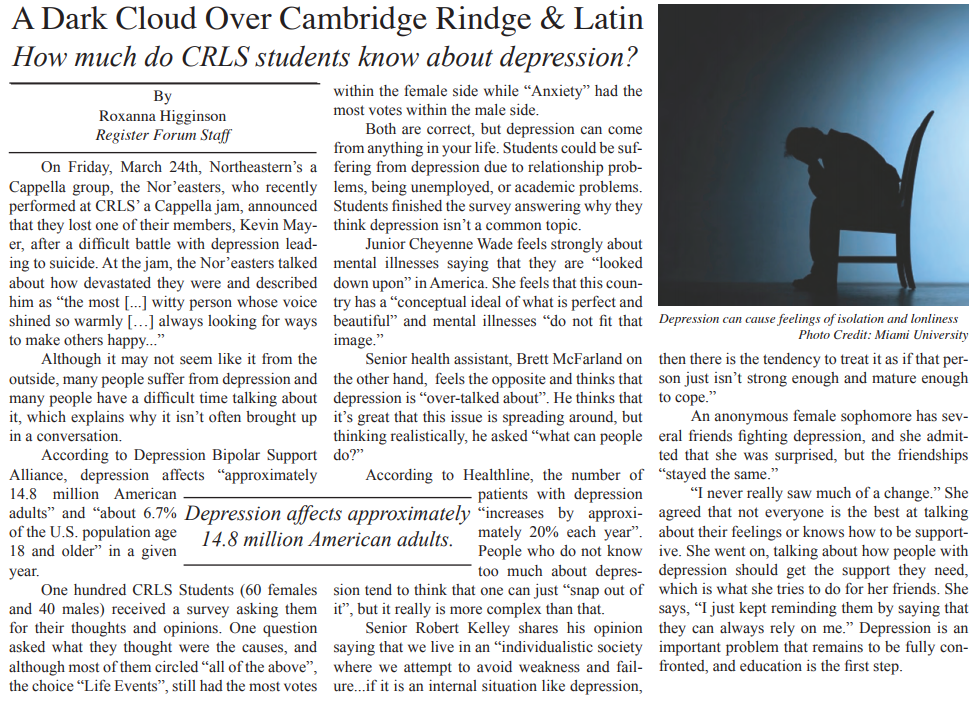 A Dark Cloud Over Cambridge Rindge & Latin
How much do CRLS students know about depression?
By
Roxanna Higginson
Register Forum Staff
On Friday, March 24th, Northeastern’s a
Cappella group, the Nor’easters, who recently
performed at CRLS’ a Cappella jam, announced
that they lost one of their members, Kevin May-
er, after a difficult battle with depression lead-
ing to suicide. At the jam, the Nor’easters talked
about how devastated they were and described
him as “the most [...] witty person whose voice
shined so warmly […] always looking for ways
to make others happy...”
Although it may not seem like it from the
outside, many people suffer from depression and
many people have a difficult time talking about
it, which explains why it isn’t often brought up
in a conversation.
According to Depression Bipolar Support
Alliance, depression affects “approximately
14.8 million American
adults” and “about 6.7%
of the U.S. population age
18 and older” in a given
year.
One hundred CRLS Students (60 females
and 40 males) received a survey asking them
for their thoughts and opinions. One question
asked what they thought were the causes, and
although most of them circled “all of the above”,
the choice “Life Events”, still had the most votes
Depression affects approximately
14.8 million American adults.
within the female side while “Anxiety” had the
most votes within the male side.
Both are correct, but depression can come
from anything in your life. Students could be suf-
fering from depression due to relationship prob-
lems, being unemployed, or academic problems.
Students finished the survey answering why they
think depression isn’t a common topic.
Junior Cheyenne Wade feels strongly about
mental illnesses saying that they are “looked
down upon” in America. She feels that this coun-
try has a “conceptual ideal of what is perfect and
beautiful” and mental illnesses “do not fit that
image.”
Senior health assistant, Brett McFarland on
the other hand, feels the opposite and thinks that
depression is “over-talked about”. He thinks that
it’s great that this issue is spreading around, but
thinking realistically, he asked “what can people
do?”
According to Healthline, the number of
patients with depression
“increases by approxi-
mately 20% each year”.
People who do not know
too much about depres-
sion tend to think that one can just “snap out of
it”, but it really is more complex than that.
Senior Robert Kelley shares his opinion
saying that we live in an “individualistic society
where we attempt to avoid weakness and fail-
ure...if it is an internal situation like depression,
Depression can cause feelings of isolation and lonliness
Photo Credit: Miami University
then there is the tendency to treat it as if that per-
son just isn’t strong enough and mature enough
to cope.”
An anonymous female sophomore has sev-
eral friends fighting depression, and she admit-
ted that she was surprised, but the friendships
“stayed the same.”
“I never really saw much of a change.” She
agreed that not everyone is the best at talking
about their feelings or knows how to be support-
ive. She went on, talking about how people with
depression should get the support they need,
which is what she tries to do for her friends. She
says, “I just kept reminding them by saying that
they can always rely on me.” Depression is an
important problem that remains to be fully con-
fronted, and education is the first step.